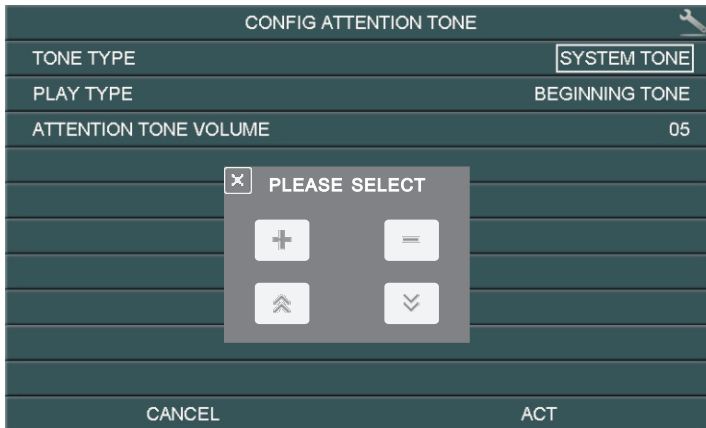 CONFIG ATTENTION TONE
TONE TYPE SYSTEM TONE
PLAY TYPE BEGINNING TONE
ATTENTION TONE VOLUME 05
PLEASE SELECT
CANCEL ACT